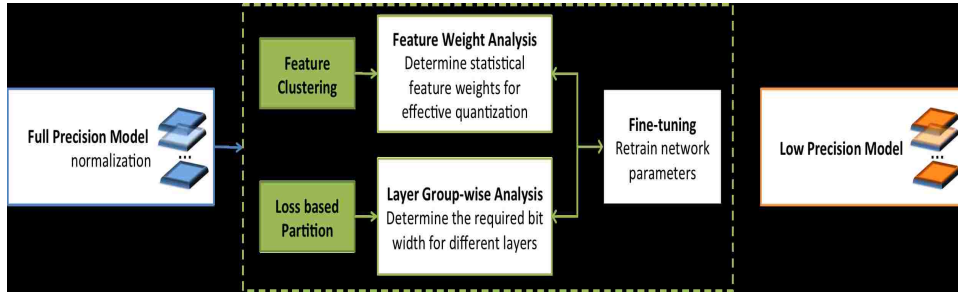 Full Precision Model
normalization
...
Feature
Clustering
Feature Weight Analysis
Determine statistical
feature weights for
effective quantization
Loss based
Partition
Layer Group-wise Analysis
Determine the required bit
width for different layers
Fine-tuning
Retrain network
parameters
Low Precision Model
...